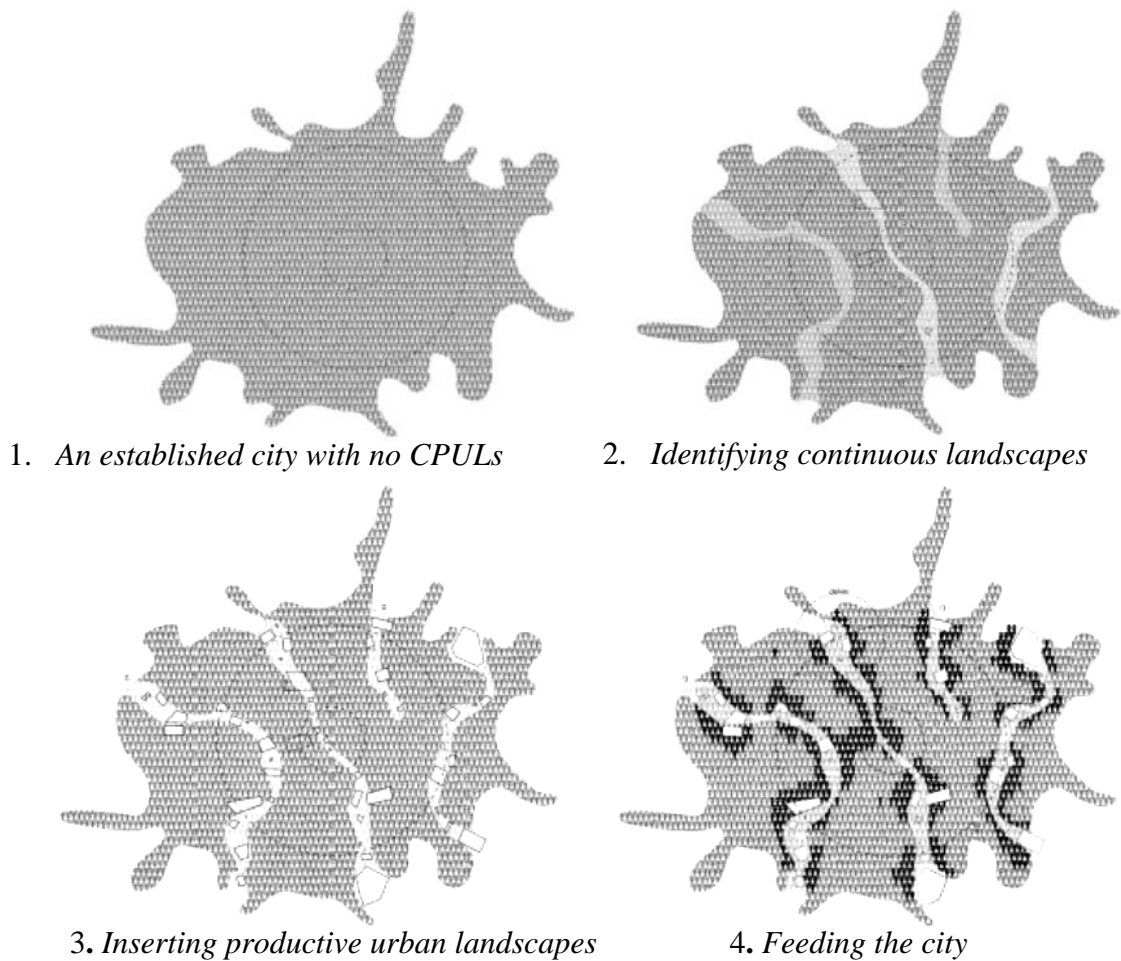 1. An established city with no CPULs
2. Identifying continuous landscapes
3. Inserting productive urban landscapes
4. Feeding the city